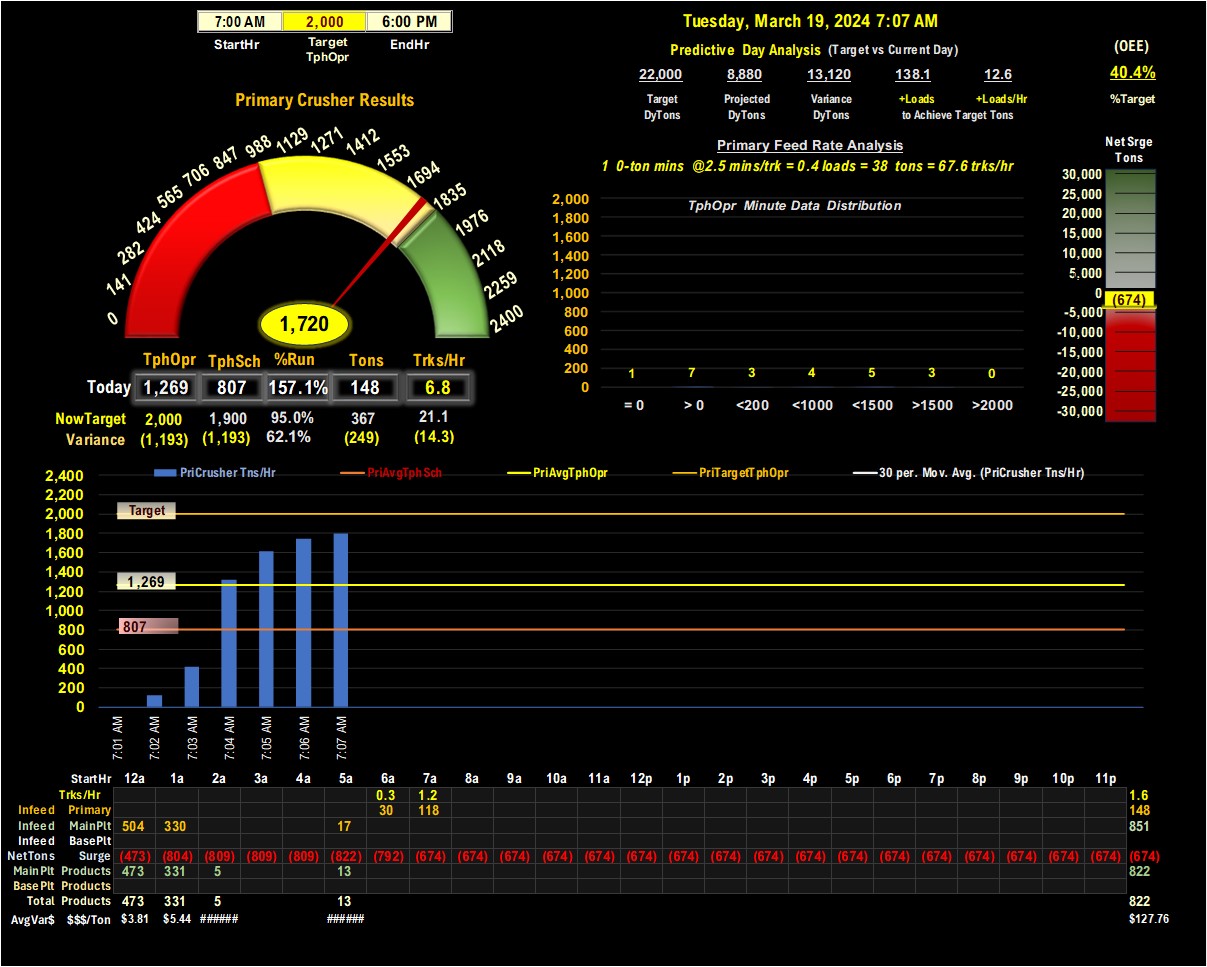 7:00 AM 2,000 6:00 PM
StartHr Target TphOpr EndHr
Tuesday, March 19, 2024 7:07 AM
Predictive Day Analysis (Target vs Current Day)
22,000 8,880 13,120 138.1 12.6
Target DyTons Projected DyTons Variance DyTons +Loads +Loads/Hr
to Achieve Target Tons
(OEE)
40.4%
%Target
Primary Crusher Results
0 141 282 424 565 706 847 988 1129 1271 1412 1553 1694 1835 1976 2118 2259 2400
1,720
TphOpr TphSch %Run Tons Trks/Hr
Today 1,269 807 157.1% 148 6.8
NowTarget 2,000 1,900 95.0% 367 21.1
Variance (1,193) (1,193) 62.1% (249) (14.3)
Primary Feed Rate Analysis
1 0-ton mins @2.5 mins/trk = 0.4 loads = 38 tons = 67.6 trks/hr
TphOpr Minute Data Distribution
2,000
1,800
1,600
1,400
1,200
1,000
800
600
400
200
0
1 7 3 4 5 3 0
= 0 > 0 <200 <1000 <1500 >1500 >2000
Net Srge
Tons
30,000
25,000
20,000
15,000
10,000
5,000
0
(674)
-5,000
-10,000
-15,000
-20,000
-25,000
-30,000
PriCrusher Tns/Hr PriAvgTphSch PriAvgTphOpr PriTargetTphOpr 30 per. Mov. Avg. (PriCrusher Tns/Hr)
2,400
2,200
2,000
1,800
1,600
1,400
1,200
1,000
800
600
400
200
0
Target
1,269
807
7:01 AM 7:02 AM 7:03 AM 7:04 AM 7:05 AM 7:06 AM 7:07 AM
StartHr 12a 1a 2a 3a 4a 5a 6a 7a 8a 9a 10a 11a 12p 1p 2p 3p 4p 5p 6p 7p 8p 9p 10p 11p
Trks/Hr 0.3 1.2 1.6
Infeed Primary 30 118 148
Infeed MainPlt 504 330 17 851
Infeed BasePlt
NetTons Surge (473) (804) (809) (809) (809) (822) (792) (674) (674) (674) (674) (674) (674) (674) (674) (674) (674) (674) (674) (674) (674) (674) (674) (674) (674)
MainPlt Products 473 331 5 13 822
BasePlt Products
Total Products 473 331 5 13 822
AvgVar$ $$$/Ton $3.81 $5.44 ###### ###### $127.76